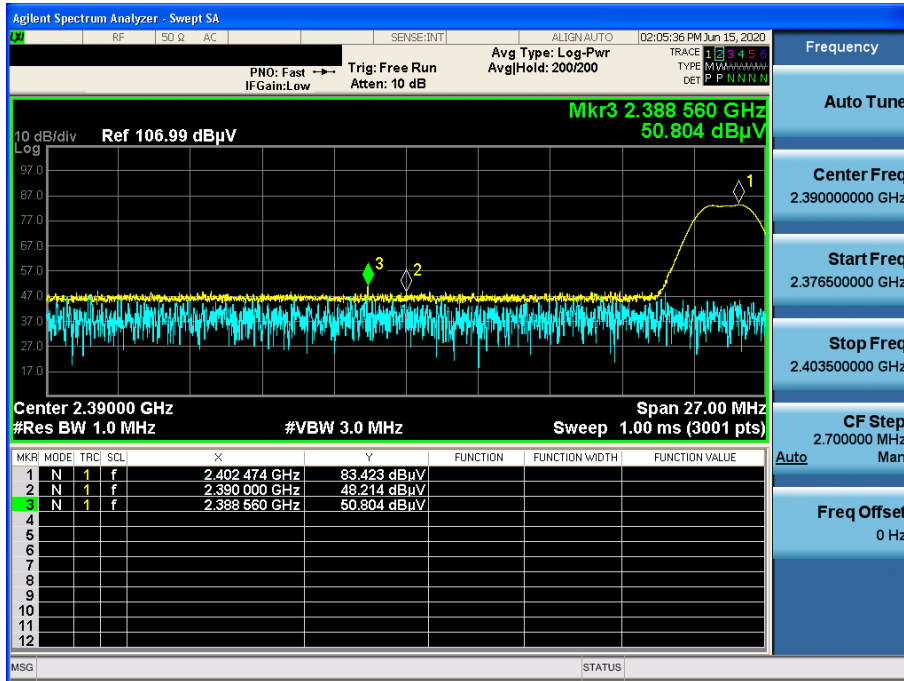 Agilent Spectrum Analyzer - Swept SA
LXI RF 50 Ω AC SENSE:INT ALIGN AUTO 02:05:36 PM Jun 15, 2020
PNO: Fast
IFGain:Low
Trig: Free Run
Atten: 10 dB
Avg Type: Log-Pwr
Avg|Hold: 200/200
TRACE 1 2 3 4 5 6
TYPE M W
DET P P N N N N
Mkr3 2.388 560 GHz
50.804 dBµV
10 dB/div Ref 106.99 dBµV
Log
97.0
87.0
77.0
67.0
57.0
47.0
37.0
27.0
17.0
1
3
2
Center 2.39000 GHz Span 27.00 MHz
#Res BW 1.0 MHz #VBW 3.0 MHz Sweep 1.00 ms (3001 pts)
MKR MODE TRC SCL X Y FUNCTION FUNCTION WIDTH FUNCTION VALUE
1 N 1 f 2.402 474 GHz 83.423 dBµV
2 N 1 f 2.390 000 GHz 48.214 dBµV
3 N 1 f 2.388 560 GHz 50.804 dBµV
4
5
6
7
8
9
10
11
12
MSG STATUS
Frequency
Auto Tune
Center Freq
2.390000000 GHz
Start Freq
2.376500000 GHz
Stop Freq
2.403500000 GHz
CF Step
2.700000 MHz
Auto Man
Freq Offset
0 Hz